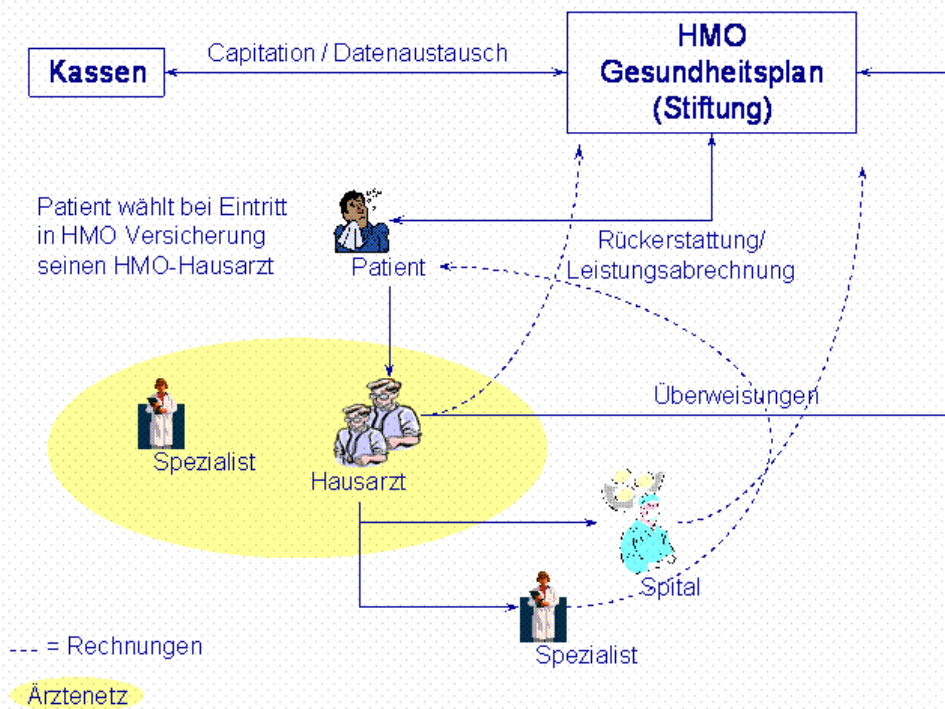 Kassen
Capitation / Datenaustausch
HMO
Gesundheitsplan
(Stiftung)
Patient wählt bei Eintritt
in HMO Versicherung
seinen HMO-Hausarzt
Patient
Rückerstattung/
Leistungsabrechnung
Überweisungen
Spezialist
Hausarzt
Spital
Spezialist
--- = Rechnungen
Ärztenetz